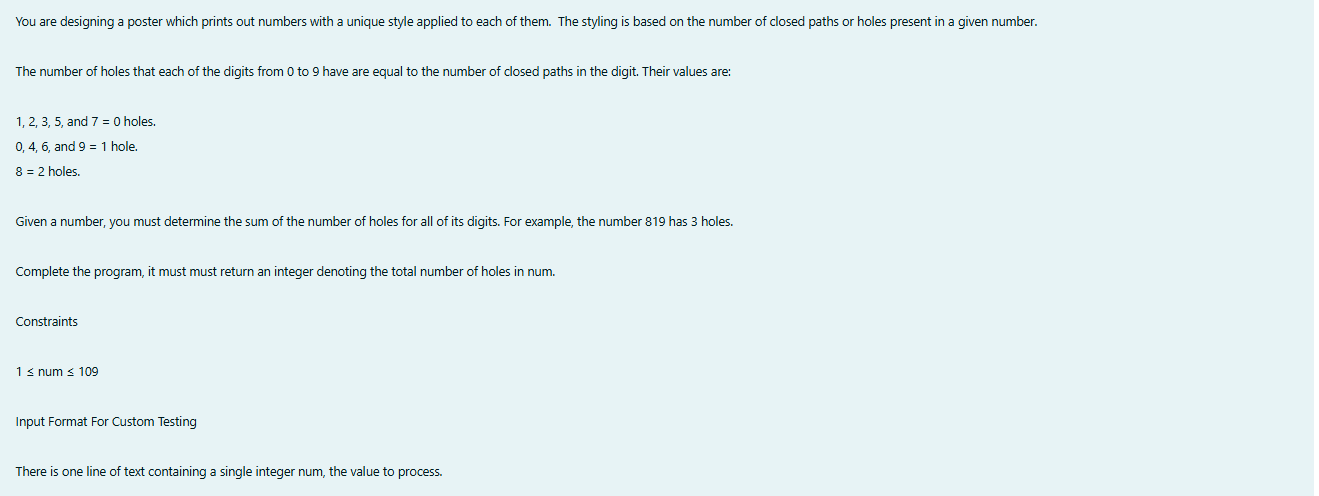 You are designing a poster which prints out numbers with a unique style applied to each of them.  The styling is based on the number of closed paths or holes present in a given number.
The number of holes that each of the digits from 0 to 9 have are equal to the number of closed paths in the digit. Their values are:
1, 2, 3, 5, and 7 = 0 holes.
0, 4, 6, and 9 = 1 hole.
8 = 2 holes.
Given a number, you must determine the sum of the number of holes for all of its digits. For example, the number 819 has 3 holes.
Complete the program, it must must return an integer denoting the total number of holes in num.
Constraints
1 ≤ num ≤ 109
Input Format For Custom Testing
There is one line of text containing a single integer num, the value to process.